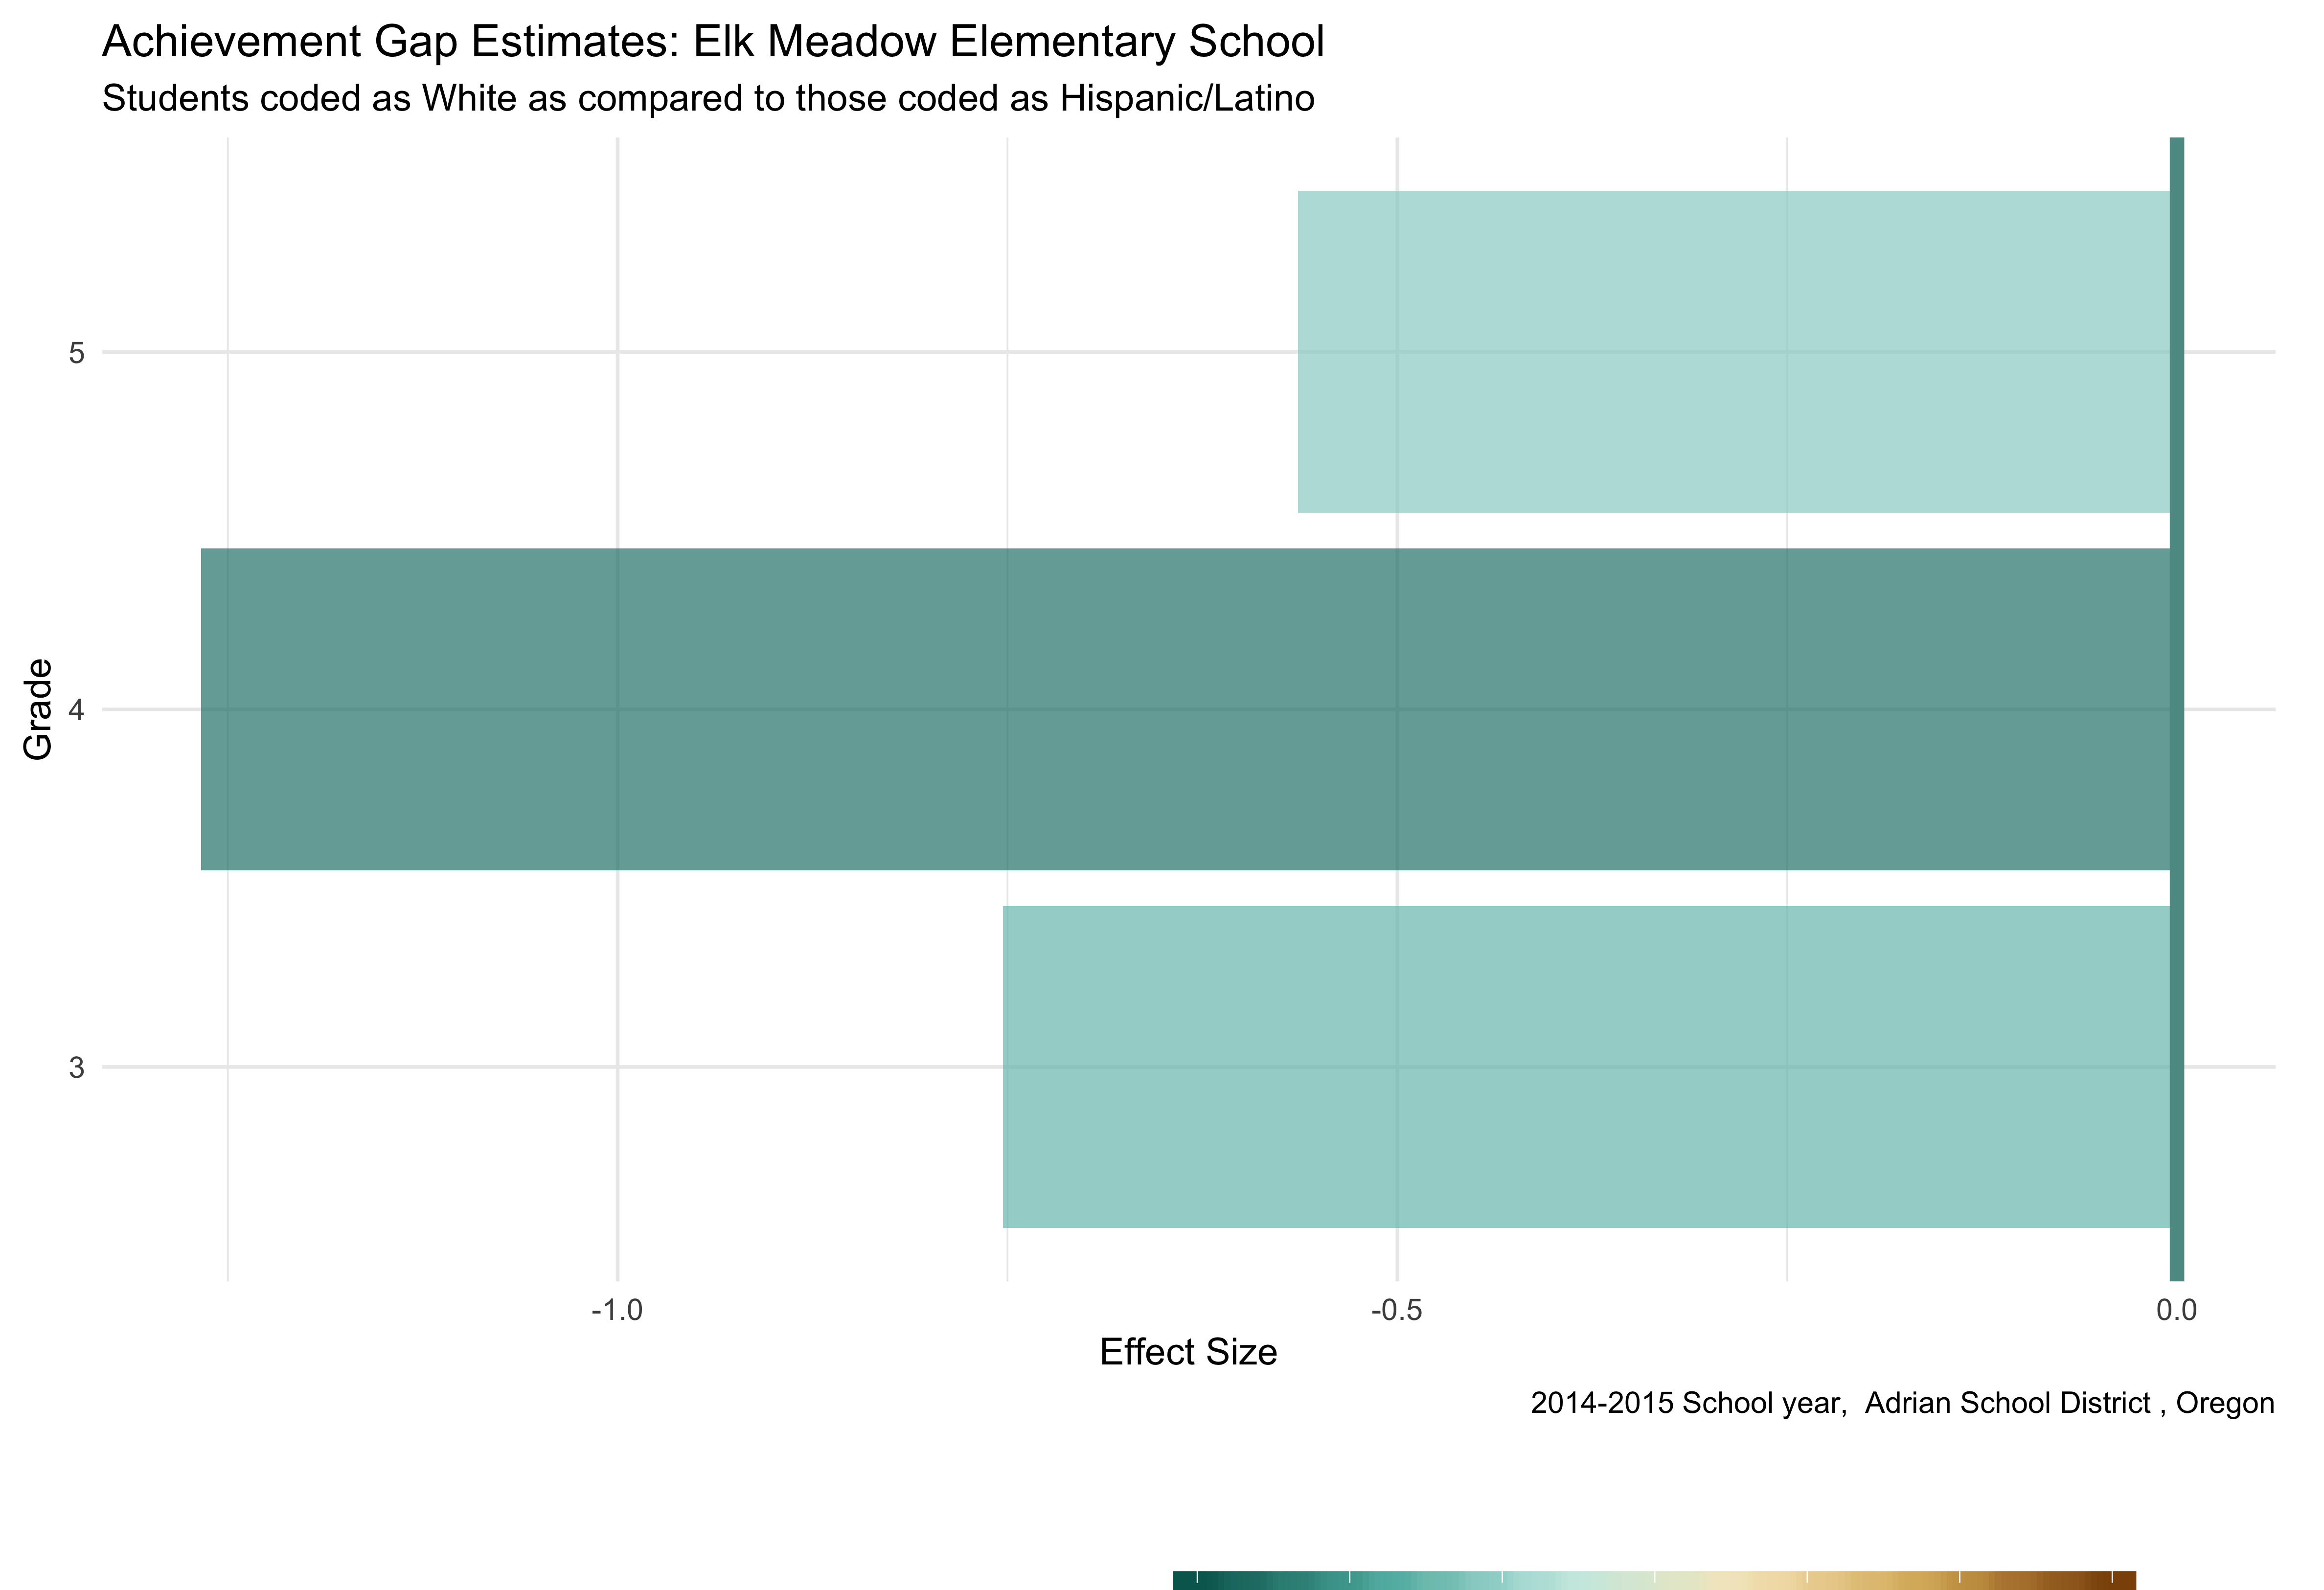 Achievement Gap Estimates: Elk Meadow Elementary School
Students coded as White as compared to those coded as Hispanic/Latino
5
4
3
Grade
-1.0 -0.5 0.0
Effect Size
2014-2015 School year,  Adrian School District , Oregon